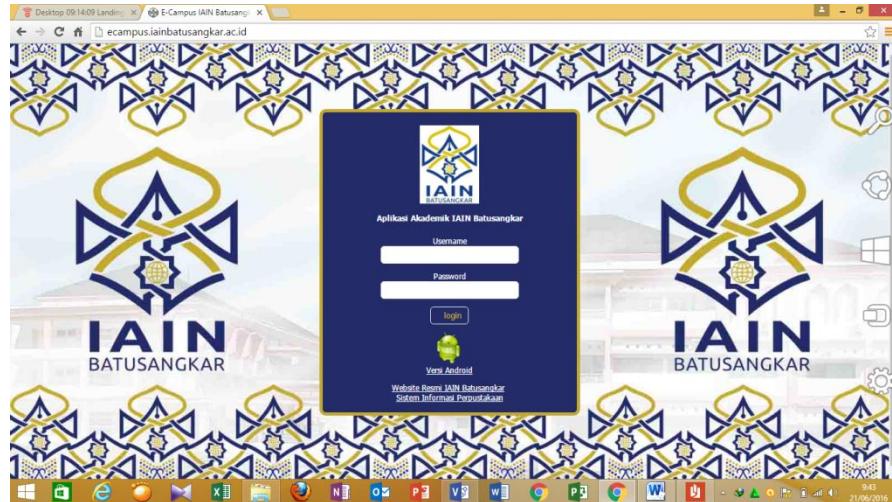 Desktop 09:14:09 Landing
E-Campus IAIN Batusang
ecampus.iainbatusangkar.ac.id
IAIN
BATUSANGKAR
Aplikasi Akademik IAIN Batusangkar
Username
Password
login
Versi Android
Website Resmi IAIN Batusangkar
Sistem Informasi Perpustakaan
IAIN
BATUSANGKAR
IAIN
BATUSANGKAR
9:43
21/06/2016